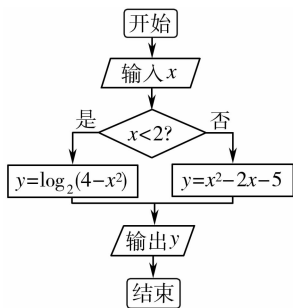 开始
输入x
x<2?
是
否
y=log₂(4−x²)
y=x²−2x−5
输出y
结束